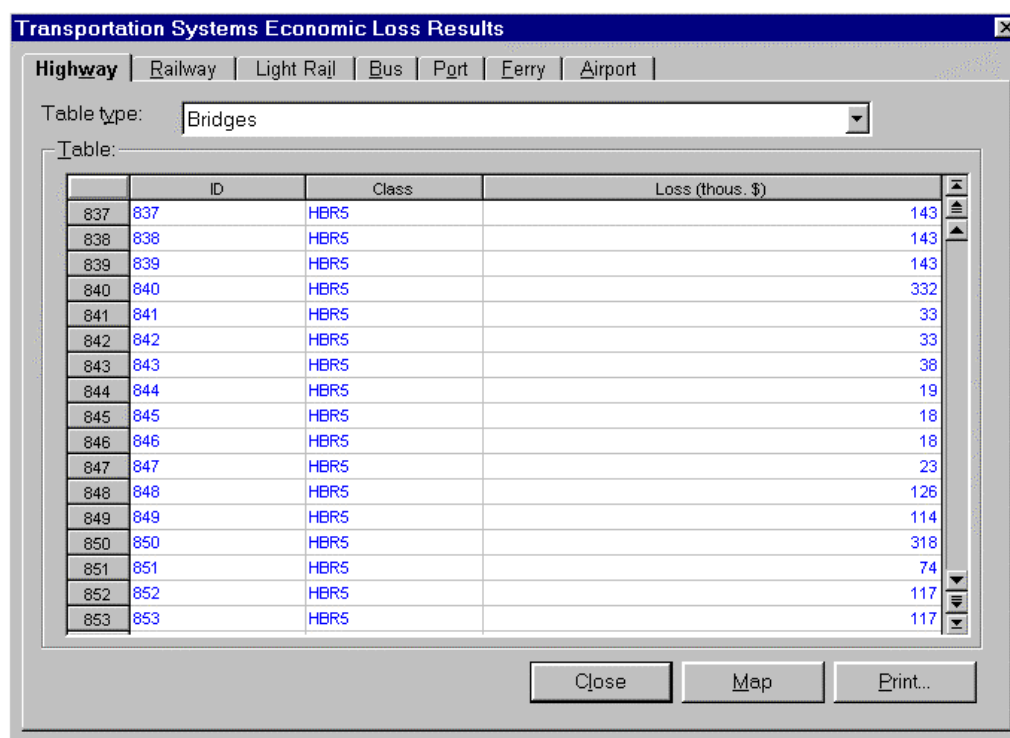 Transportation Systems Economic Loss Results
Highway Railway Light Rail Bus Port Ferry Airport
Table type: Bridges
Table:
ID Class Loss (thous. $)
837 837 HBR5 143
838 838 HBR5 143
839 839 HBR5 143
840 840 HBR5 332
841 841 HBR5 33
842 842 HBR5 33
843 843 HBR5 38
844 844 HBR5 19
845 845 HBR5 18
846 846 HBR5 18
847 847 HBR5 23
848 848 HBR5 126
849 849 HBR5 114
850 850 HBR5 318
851 851 HBR5 74
852 852 HBR5 117
853 853 HBR5 117
Close Map Print...